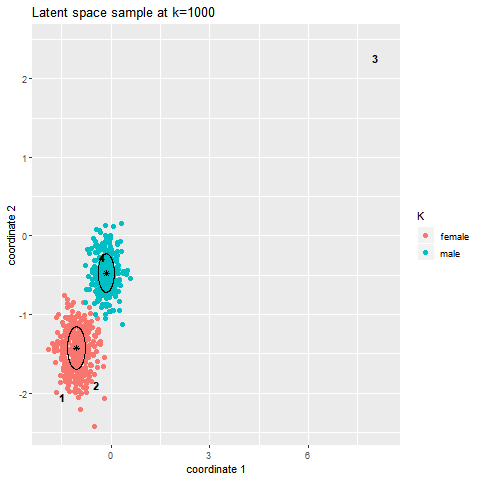 Latent space sample at k=1000
3
2
1
0
4
-1
-2
2
1
0
3
6
coordinate 1
coordinate 2
K
female
male